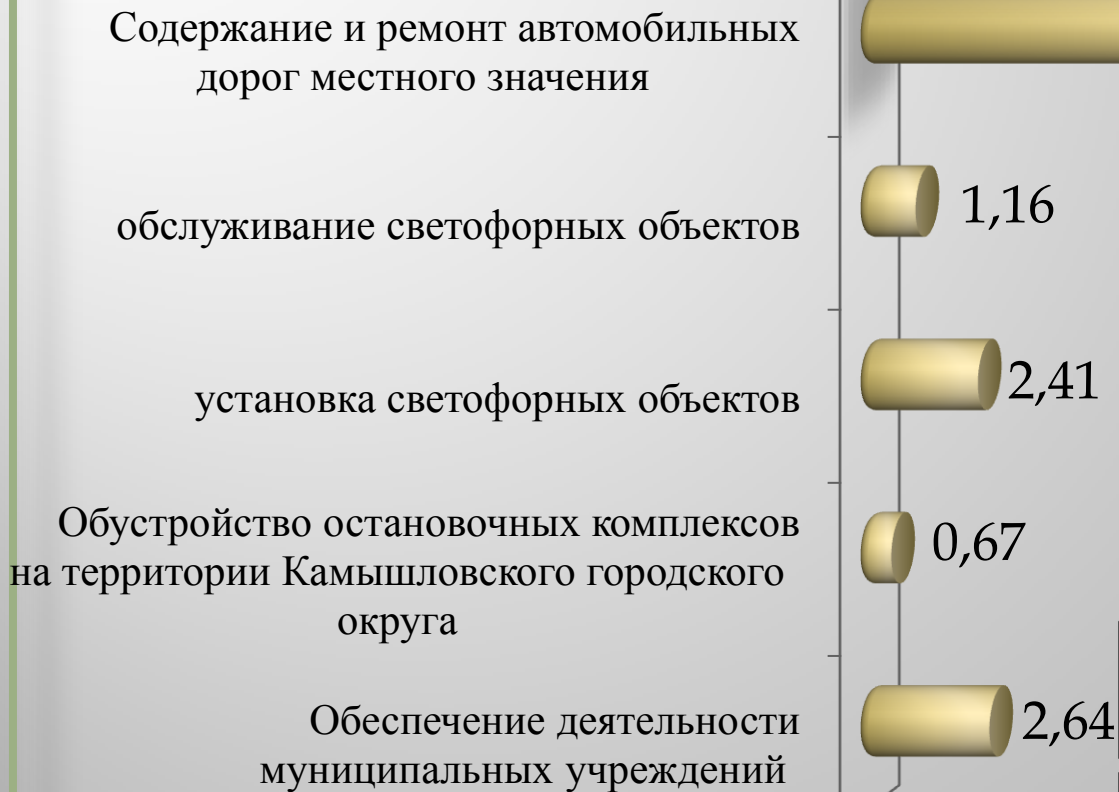 Содержание и ремонт автомобильных
дорог местного значения
обслуживание светофорных объектов
1,16
установка светофорных объектов
2,41
Обустройство остановочных комплексов
на территории Камышловского городского
округа
0,67
Обеспечение деятельности
муниципальных учреждений
2,64